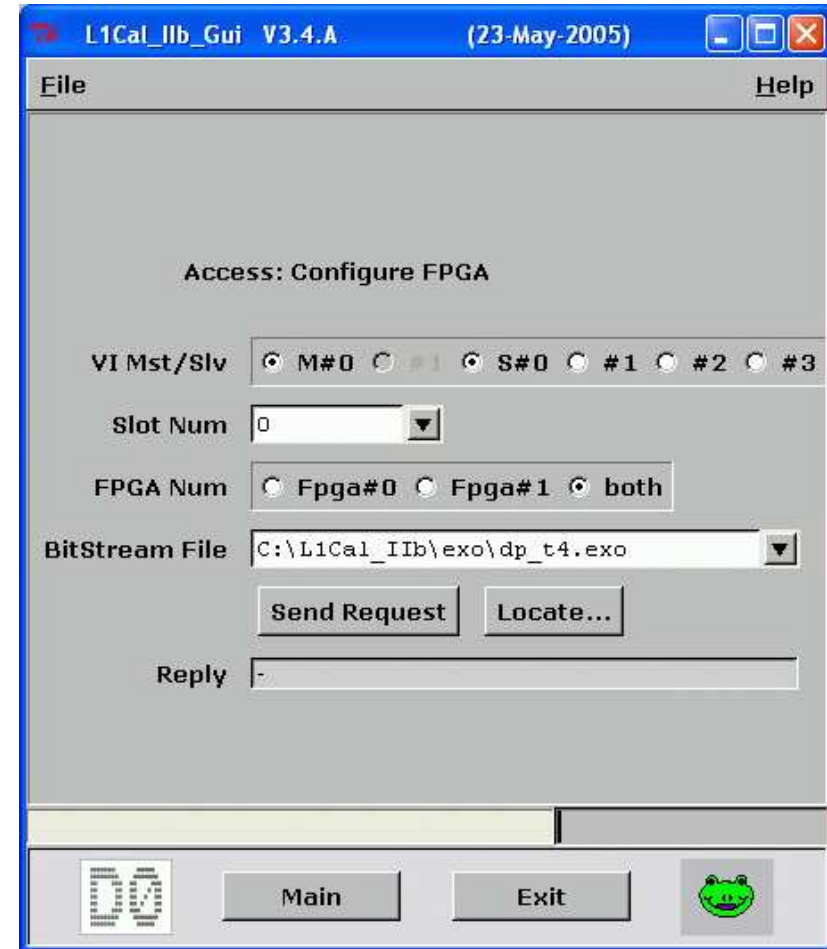 L1Cal_IIb_Gui V3.4.A (23-May-2005)
File Help
Access: Configure FPGA
VI Mst/Slv M#0 #1 S#0 #1 #2 #3
Slot Num 0
FPGA Num Fpga#0 Fpga#1 both
BitStream File C:\L1Cal_IIb\exo\dp_t4.exo
Send Request Locate...
Reply -
D0 Main Exit